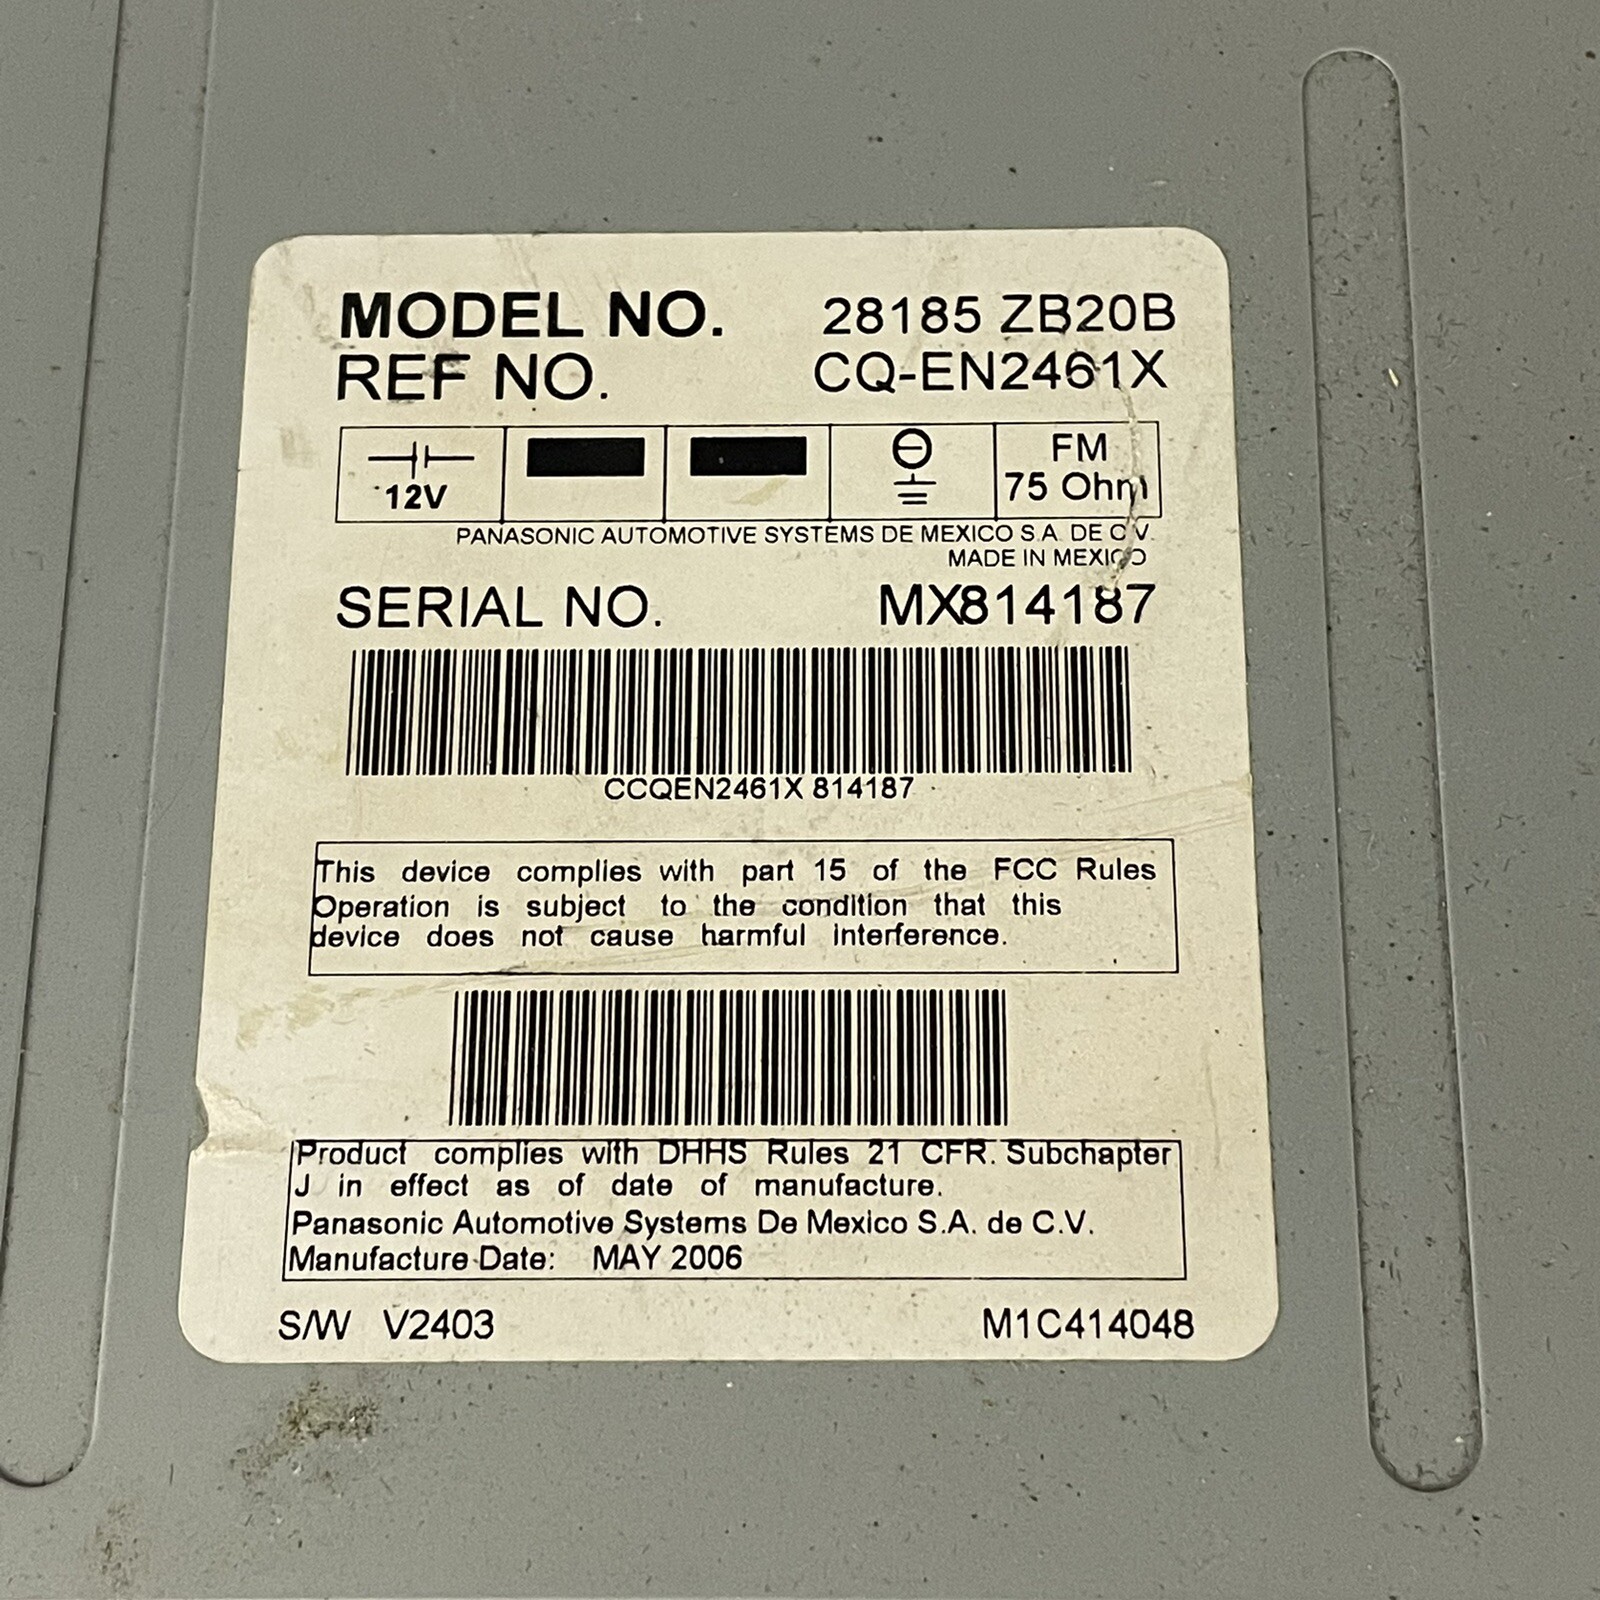 MODEL NO. 28185 ZB20B
REF NO. CQ-EN2461X
12V FM
75 Ohm
PANASONIC AUTOMOTIVE SYSTEMS DE MEXICO S.A. DE C.V.
MADE IN MEXICO
SERIAL NO. MX814187
CCQEN2461X 814187
This device complies with part 15 of the FCC Rules
Operation is subject to the condition that this
device does not cause harmful interference.
Product complies with DHHS Rules 21 CFR. Subchapter
J in effect as of date of manufacture.
Panasonic Automotive Systems De Mexico S.A. de C.V.
Manufacture Date: MAY 2006
S/W V2403 M1C414048